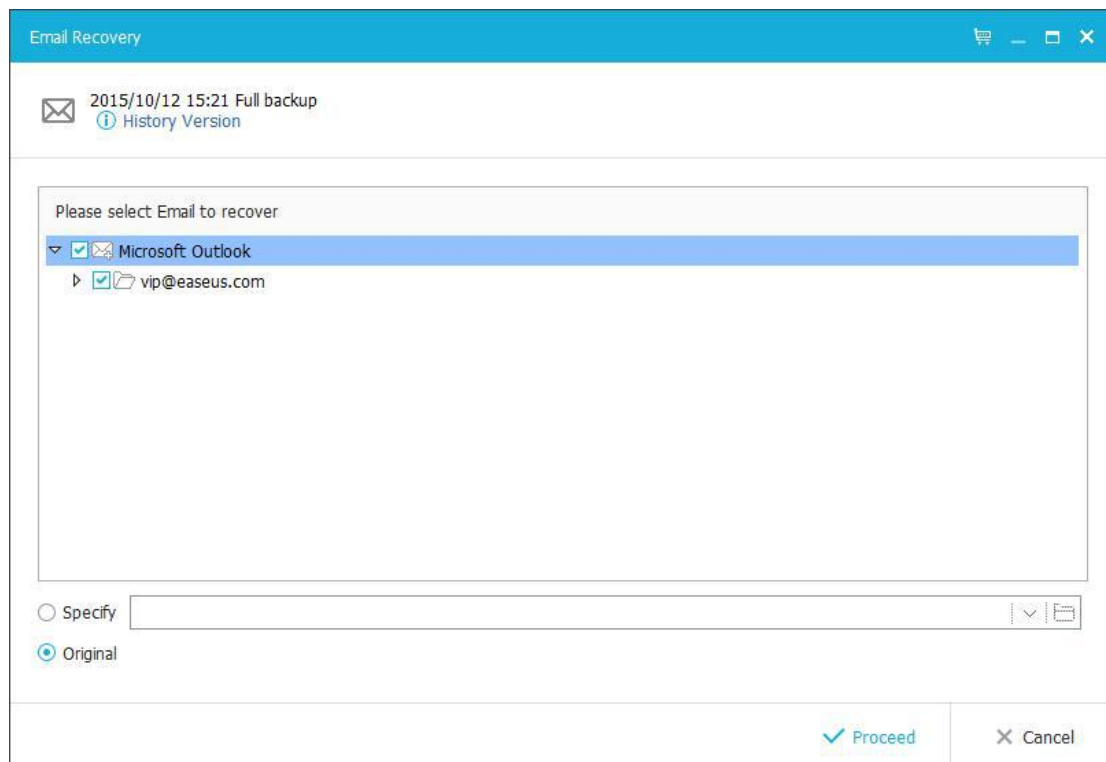 Email Recovery
2015/10/12 15:21 Full backup
History Version
Please select Email to recover
Microsoft Outlook
vip@easeus.com
Specify
Original
Proceed
Cancel